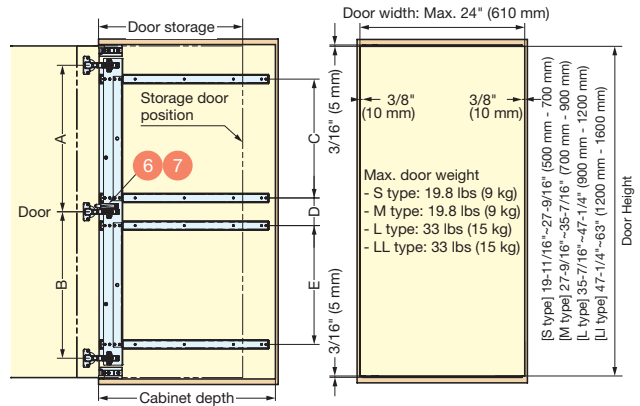 Door storage
Storage door
position
6 7
A
B
C
D
E
Door
Cabinet depth
Door width: Max. 24" (610 mm)
3/16" (5 mm)
3/8"
(10 mm)
3/8"
(10 mm)
Max. door weight
- S type: 19.8 lbs (9 kg)
- M type: 19.8 lbs (9 kg)
- L type: 33 lbs (15 kg)
- LL type: 33 lbs (15 kg)
3/16" (5 mm)
[S type] 19-11/16"~27-9/16" (500 mm - 700 mm)
[M type] 27-9/16"~35-7/16" (700 mm - 900 mm)
[L type] 35-7/16"~47-1/4" (900 mm - 1200 mm)
[Ll type] 47-1/4"~63" (1200 mm - 1600 mm)
Door Height